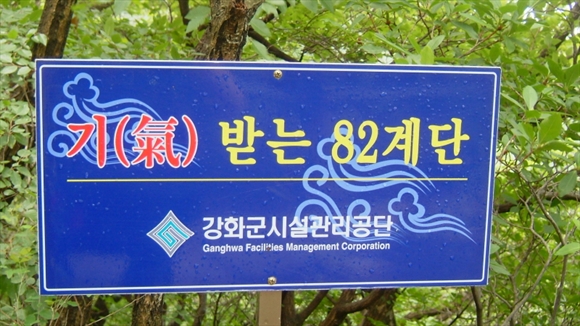 기(氣) 받는 82계단
강화군시설관리공단
Ganghwa Facilities Management Corporation